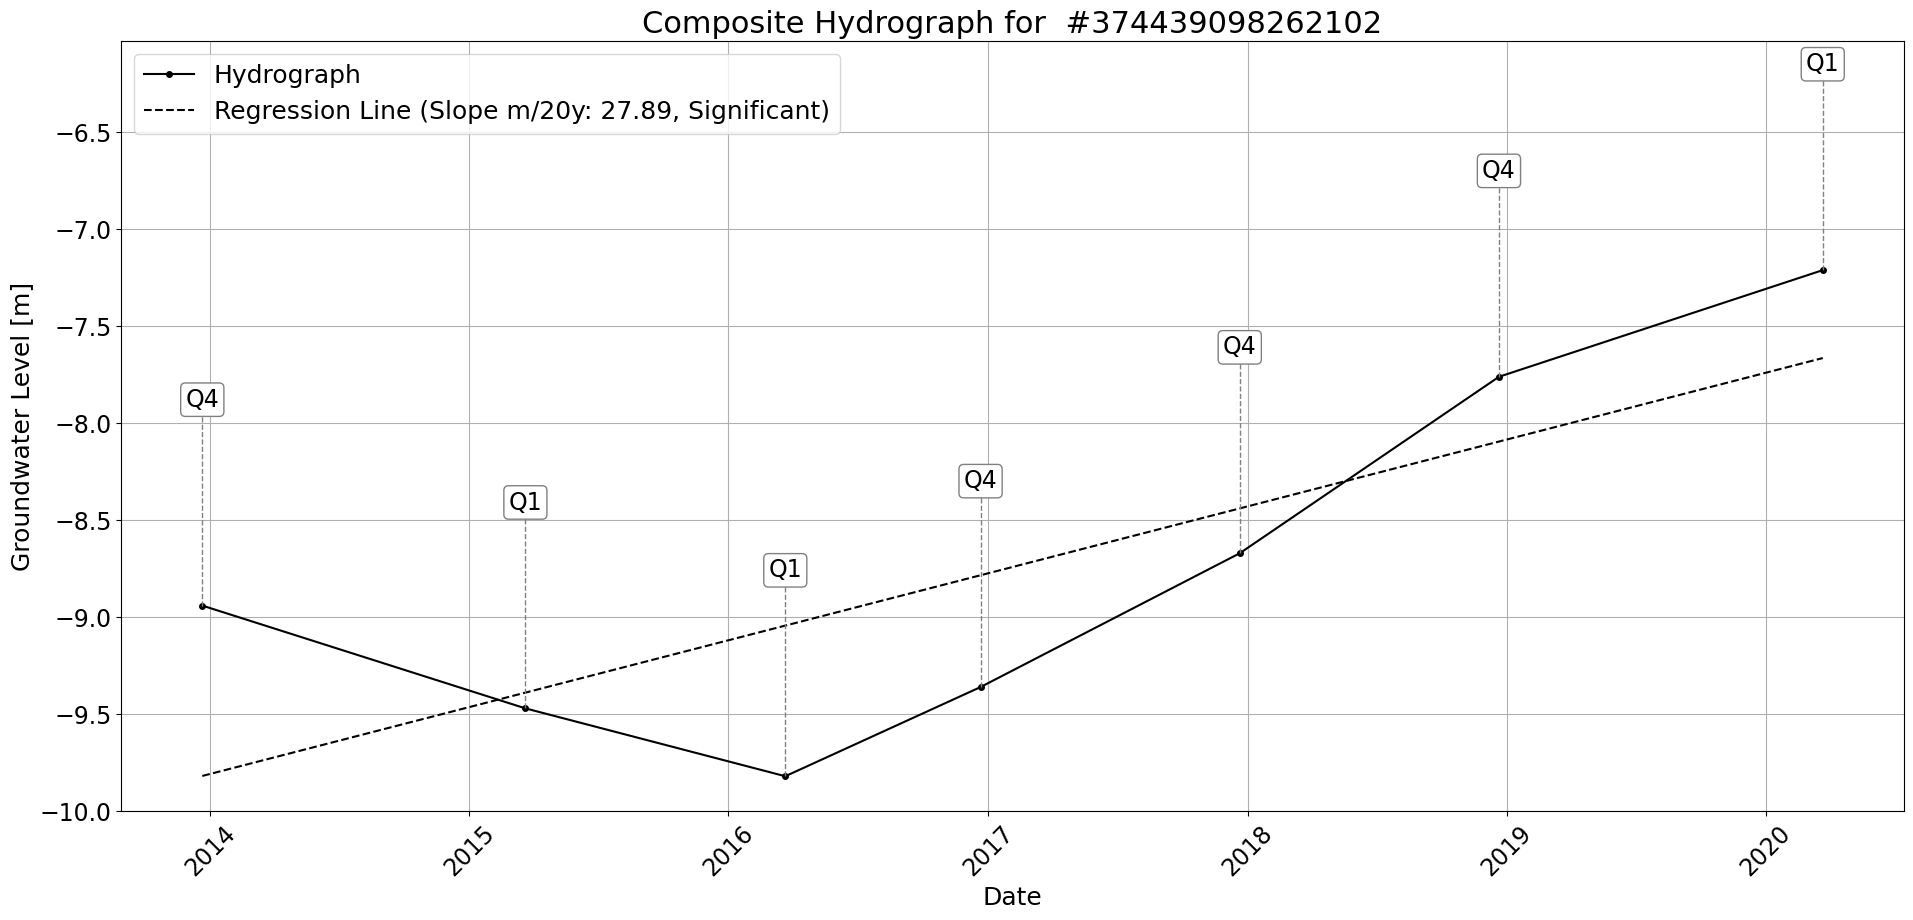 Composite Hydrograph for  #374439098262102
Hydrograph
Regression Line (Slope m/20y: 27.89, Significant)
Q1
Q4
Q4
Q4
Q1
Q4
Q1
Groundwater Level [m]
−6.5
−7.0
−7.5
−8.0
−8.5
−9.0
−9.5
−10.0
2014
2015
2016
2017
2018
2019
2020
Date